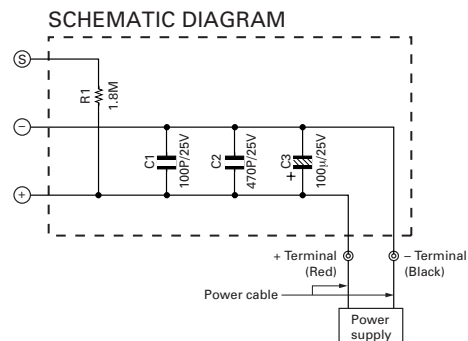 SCHEMATIC DIAGRAM
S
R1
1.8M
−
C1
100P/25V
C2
470P/25V
C3
100µ/25V
+
+
+ Terminal
(Red)
− Terminal
(Black)
Power cable
Power
supply